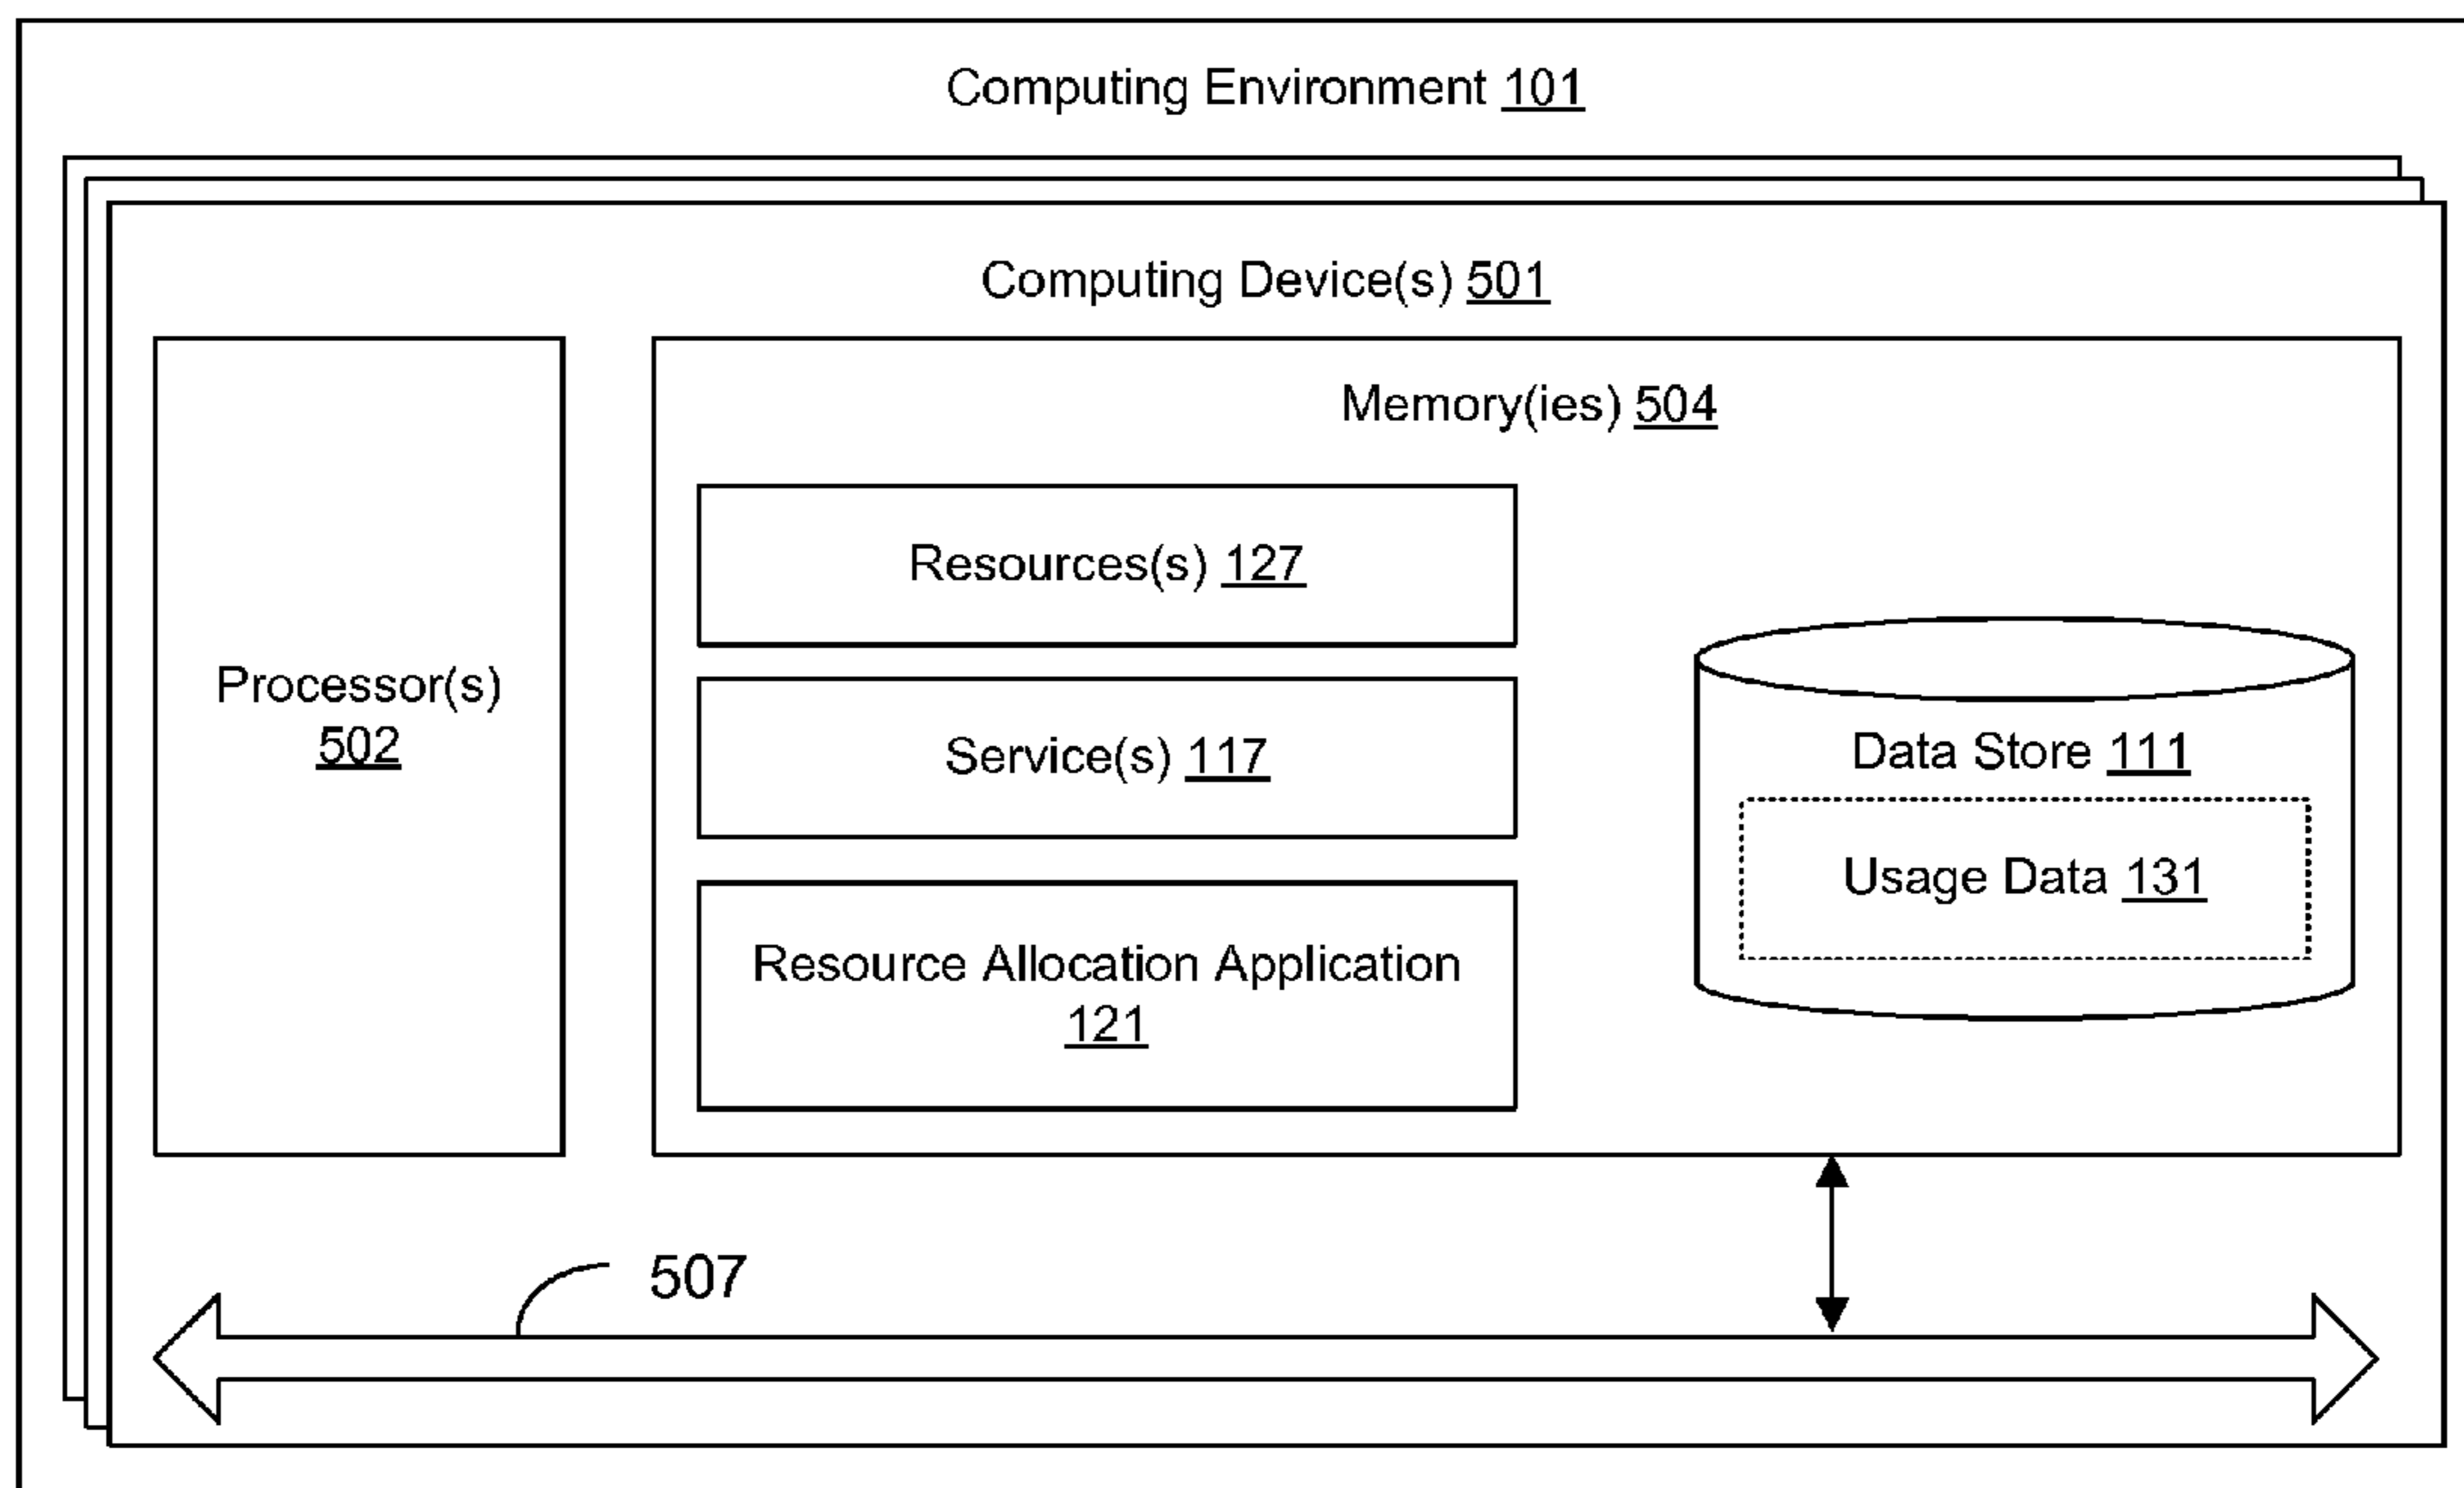 Computing Environment 101
Computing Device(s) 501
Memory(ies) 504
Resources(s) 127
Processor(s)
502
Service(s) 117
Data Store 111
Usage Data 131
Resource Allocation Application
121
507